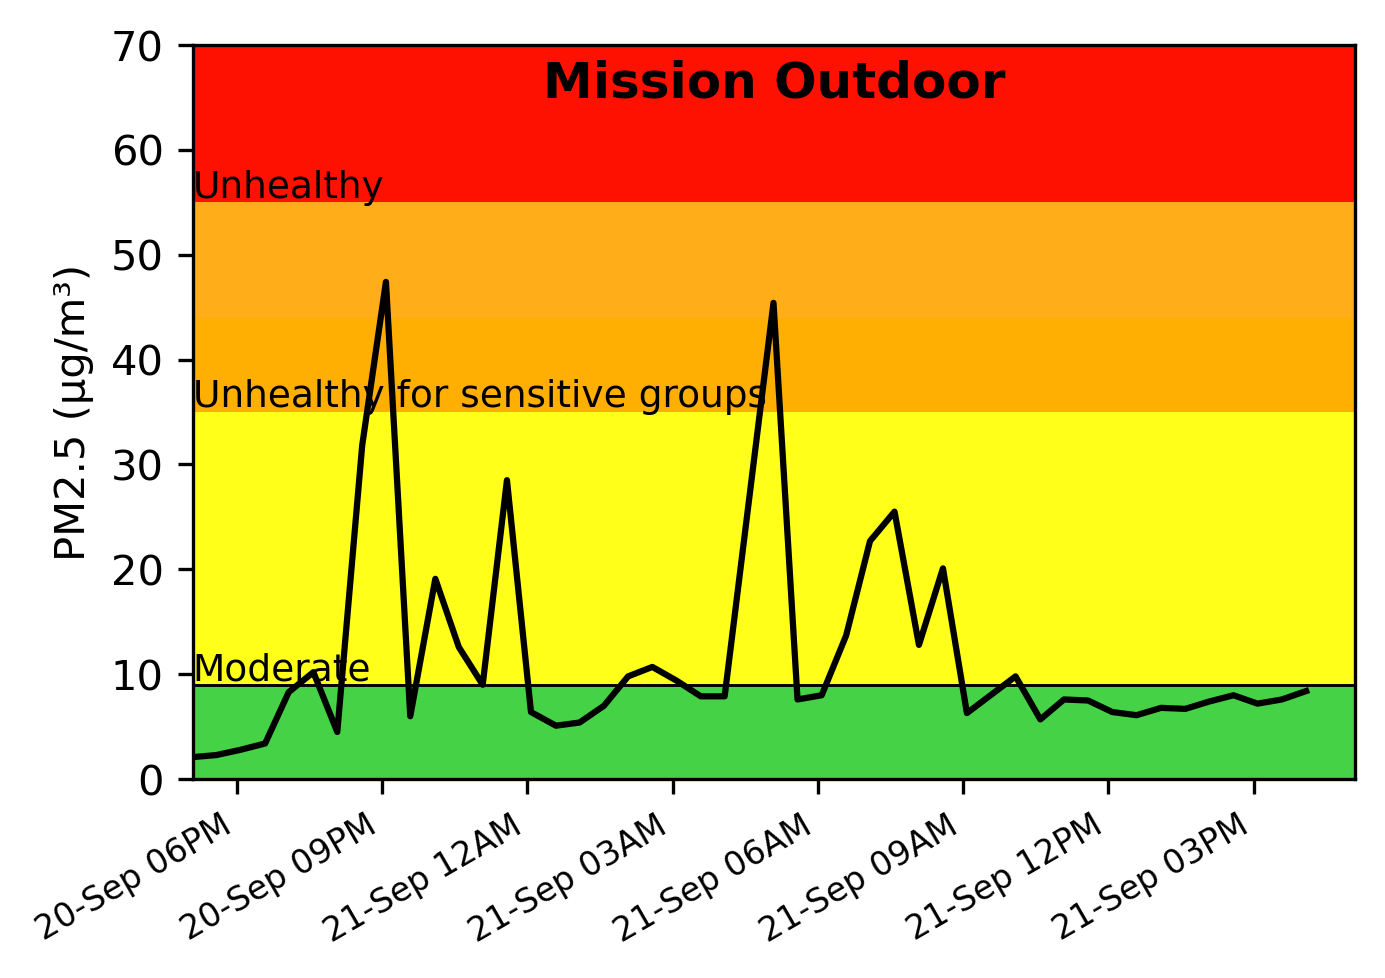 Mission Outdoor
70
60
Unhealthy
50
40
Unhealthy for sensitive groups
30
20
10
Moderate
0
PM2.5 (µg/m³)
20-Sep 06PM
20-Sep 09PM
21-Sep 12AM
21-Sep 03AM
21-Sep 06AM
21-Sep 09AM
21-Sep 12PM
21-Sep 03PM